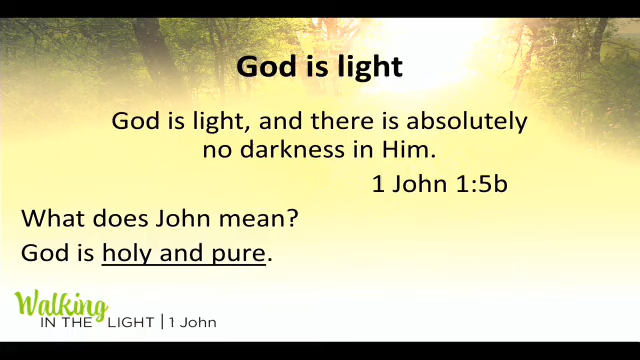 God is light
God is light, and there is absolutely
no darkness in Him.
1 John 1:5b
What does John mean?
God is holy and pure.
Walking
IN THE LIGHT | 1 John